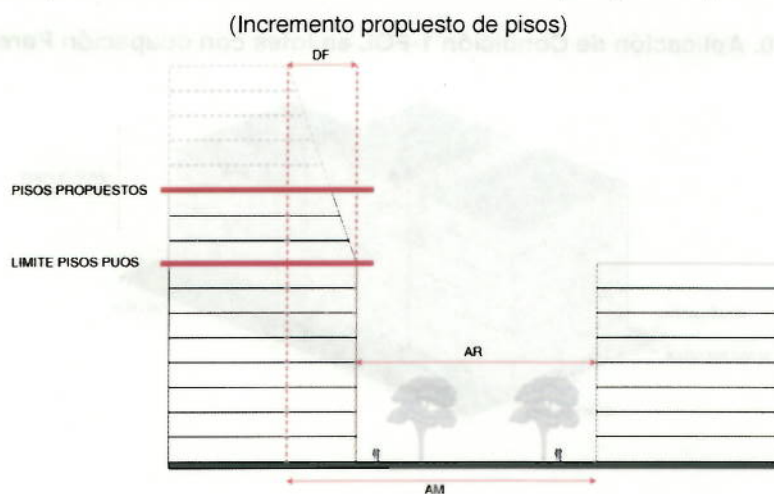 (Incremento propuesto de pisos)
DF
PISOS PROPUESTOS
LIMITE PISOS PUOS
AR
AM